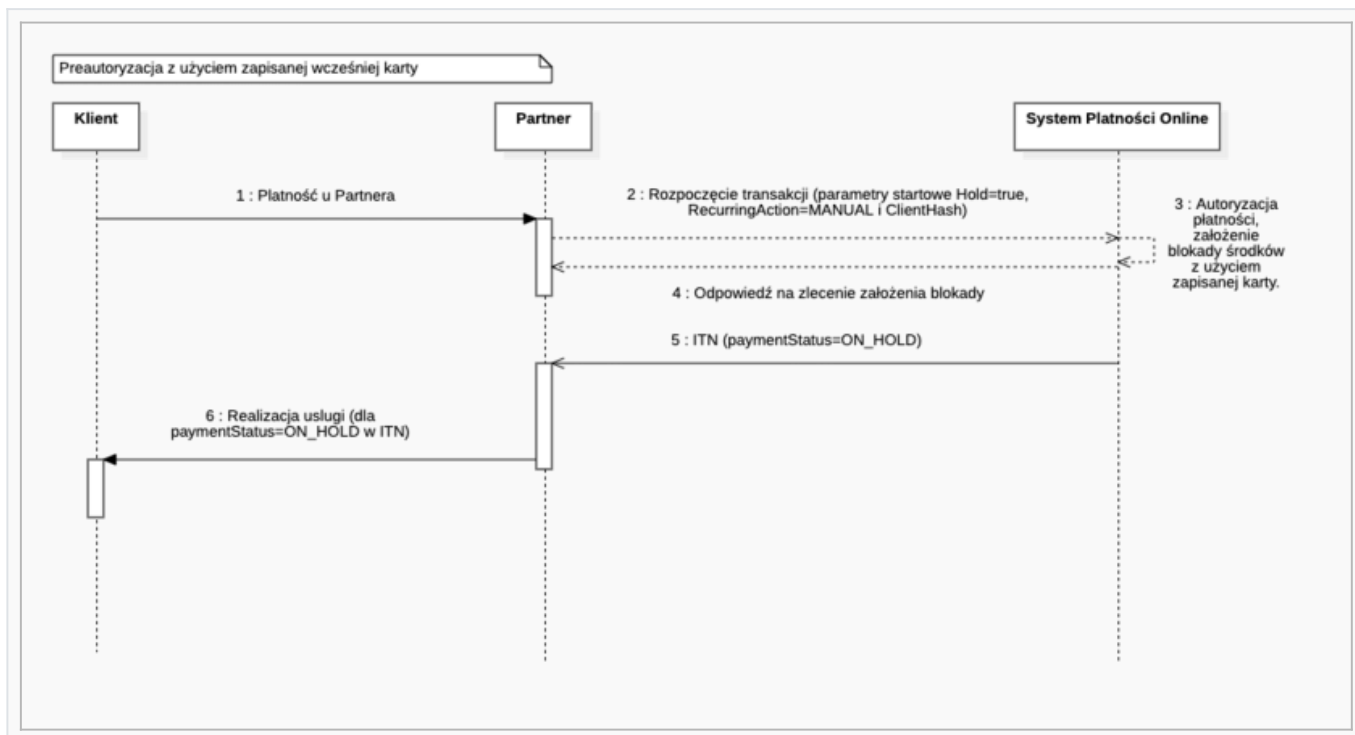 Preautoryzacja z użyciem zapisanej wcześniej karty
Klient
Partner
System Płatności Online
1 : Płatność u Partnera
2 : Rozpoczęcie transakcji (parametry startowe Hold=true,
RecurringAction=MANUAL i ClientHash)
3 : Autoryzacja
płatności,
założenie
blokady środków
z użyciem
zapisanej karty.
4 : Odpowiedź na zlecenie założenia blokady
5 : ITN (paymentStatus=ON_HOLD)
6 : Realizacja usługi (dla
paymentStatus=ON_HOLD w ITN)